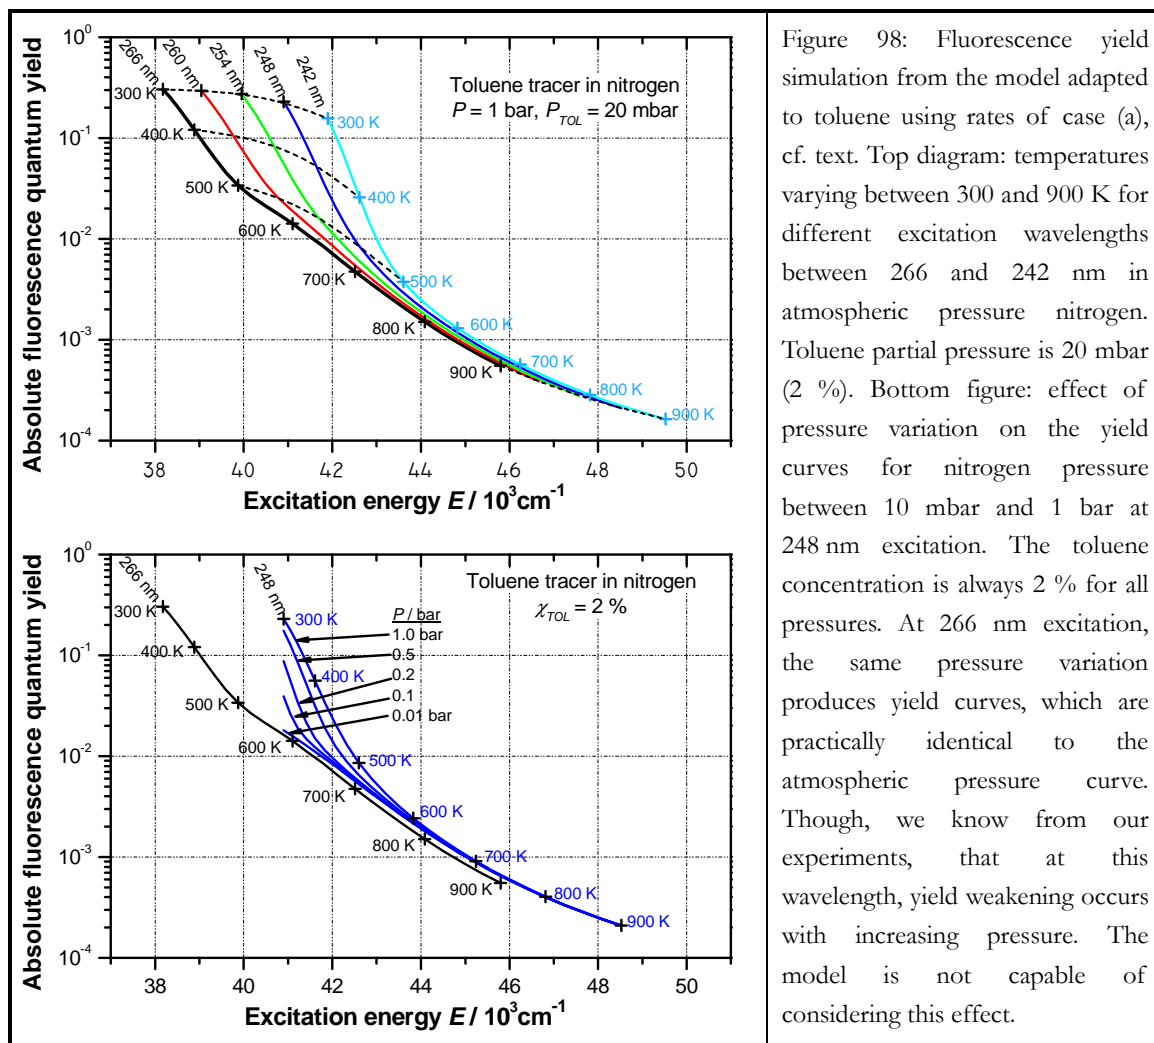 Absolute fluorescence quantum yield
10⁰
10⁻¹
10⁻²
10⁻³
10⁻⁴
266 nm
260 nm
254 nm
248 nm
242 nm
Toluene tracer in nitrogen
P = 1 bar, P_TOL = 20 mbar
300 K
400 K
500 K
600 K
700 K
800 K
900 K
300 K
400 K
500 K
600 K
700 K
800 K
900 K
38 40 42 44 46 48 50
Excitation energy E / 10³cm⁻¹
Absolute fluorescence quantum yield
10⁰
10⁻¹
10⁻²
10⁻³
10⁻⁴
266 nm
248 nm
Toluene tracer in nitrogen
χ_TOL = 2 %
P / bar
1.0 bar
0.5
0.2
0.1
0.01 bar
300 K
400 K
500 K
600 K
700 K
800 K
900 K
300 K
400 K
500 K
600 K
700 K
800 K
900 K
38 40 42 44 46 48 50
Excitation energy E / 10³cm⁻¹
Figure 98: Fluorescence yield
simulation from the model adapted
to toluene using rates of case (a),
cf. text. Top diagram: temperatures
varying between 300 and 900 K for
different excitation wavelengths
between 266 and 242 nm in
atmospheric pressure nitrogen.
Toluene partial pressure is 20 mbar
(2 %). Bottom figure: effect of
pressure variation on the yield
curves for nitrogen pressure
between 10 mbar and 1 bar at
248 nm excitation. The toluene
concentration is always 2 % for all
pressures. At 266 nm excitation,
the same pressure variation
produces yield curves, which are
practically identical to the
atmospheric pressure curve.
Though, we know from our
experiments, that at this
wavelength, yield weakening occurs
with increasing pressure. The
model is not capable of
considering this effect.